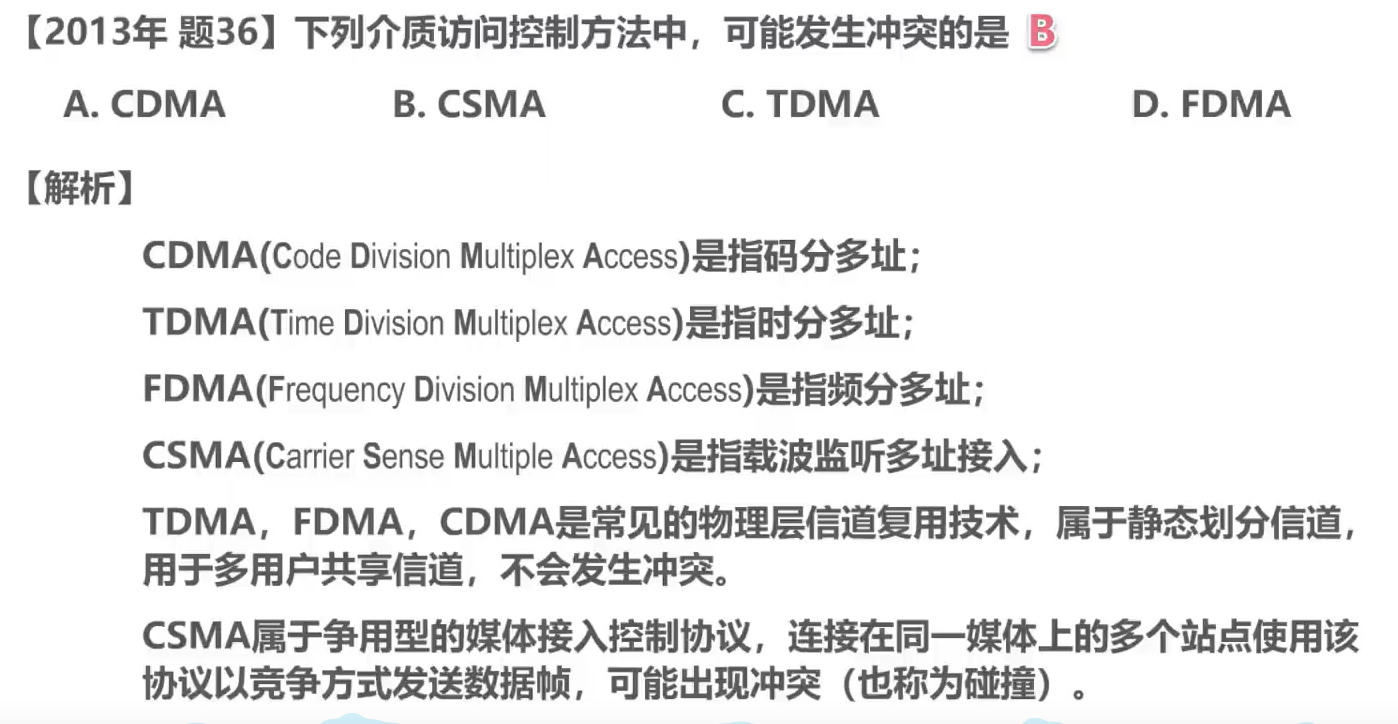 【2013年 题36】下列介质访问控制方法中，可能发生冲突的是 B
A. CDMA B. CSMA C. TDMA D. FDMA
【解析】
CDMA(Code Division Multiplex Access)是指码分多址；
TDMA(Time Division Multiplex Access)是指时分多址；
FDMA(Frequency Division Multiplex Access)是指频分多址；
CSMA(Carrier Sense Multiple Access)是指载波监听多址接入；
TDMA，FDMA，CDMA是常见的物理层信道复用技术，属于静态划分信道，
用于多用户共享信道，不会发生冲突。
CSMA属于争用型的媒体接入控制协议，连接在同一媒体上的多个站点使用该
协议以竞争方式发送数据帧，可能出现冲突（也称为碰撞）。